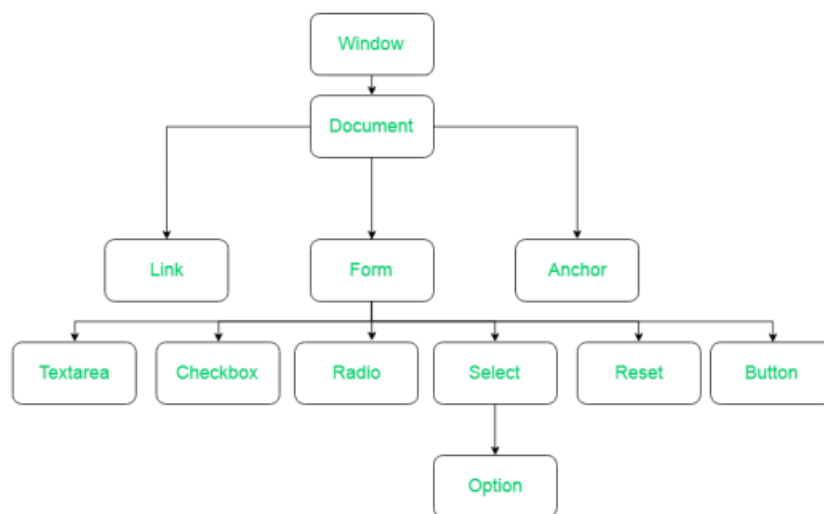 Window
Document
Link
Form
Anchor
Textarea
Checkbox
Radio
Select
Reset
Button
Option